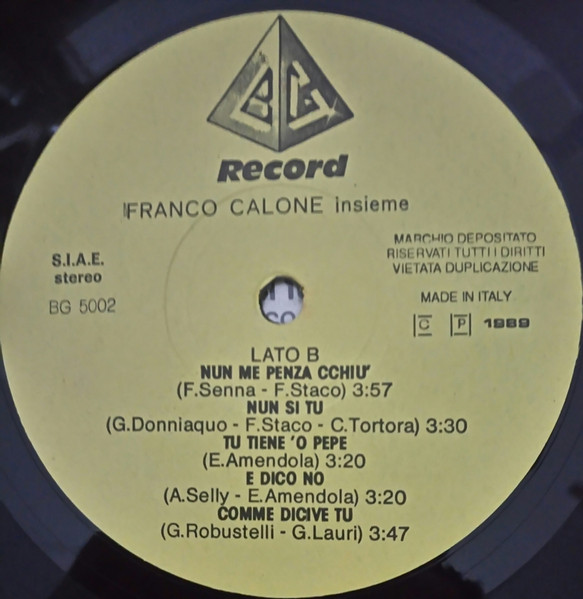 BG
Record
FRANCO CALONE insieme
S.I.A.E.
stereo
BG 5002
MARCHIO DEPOSITATO
RISERVATI TUTTI I DIRITTI
VIETATA DUPLICAZIONE
MADE IN ITALY
C P 1989
LATO B
NUN ME PENZA CCHIU'
(F.Senna - F.Staco) 3:57
NUN SI TU
(G.Donniaquo - F.Staco - C.Tortora) 3:30
TU TIENE 'O PEPE
(E.Amendola) 3:20
E DICO NO
(A.Selly - E.Amendola) 3:20
COMME DICIVE TU
(G.Robustelli - G.Lauri) 3:47